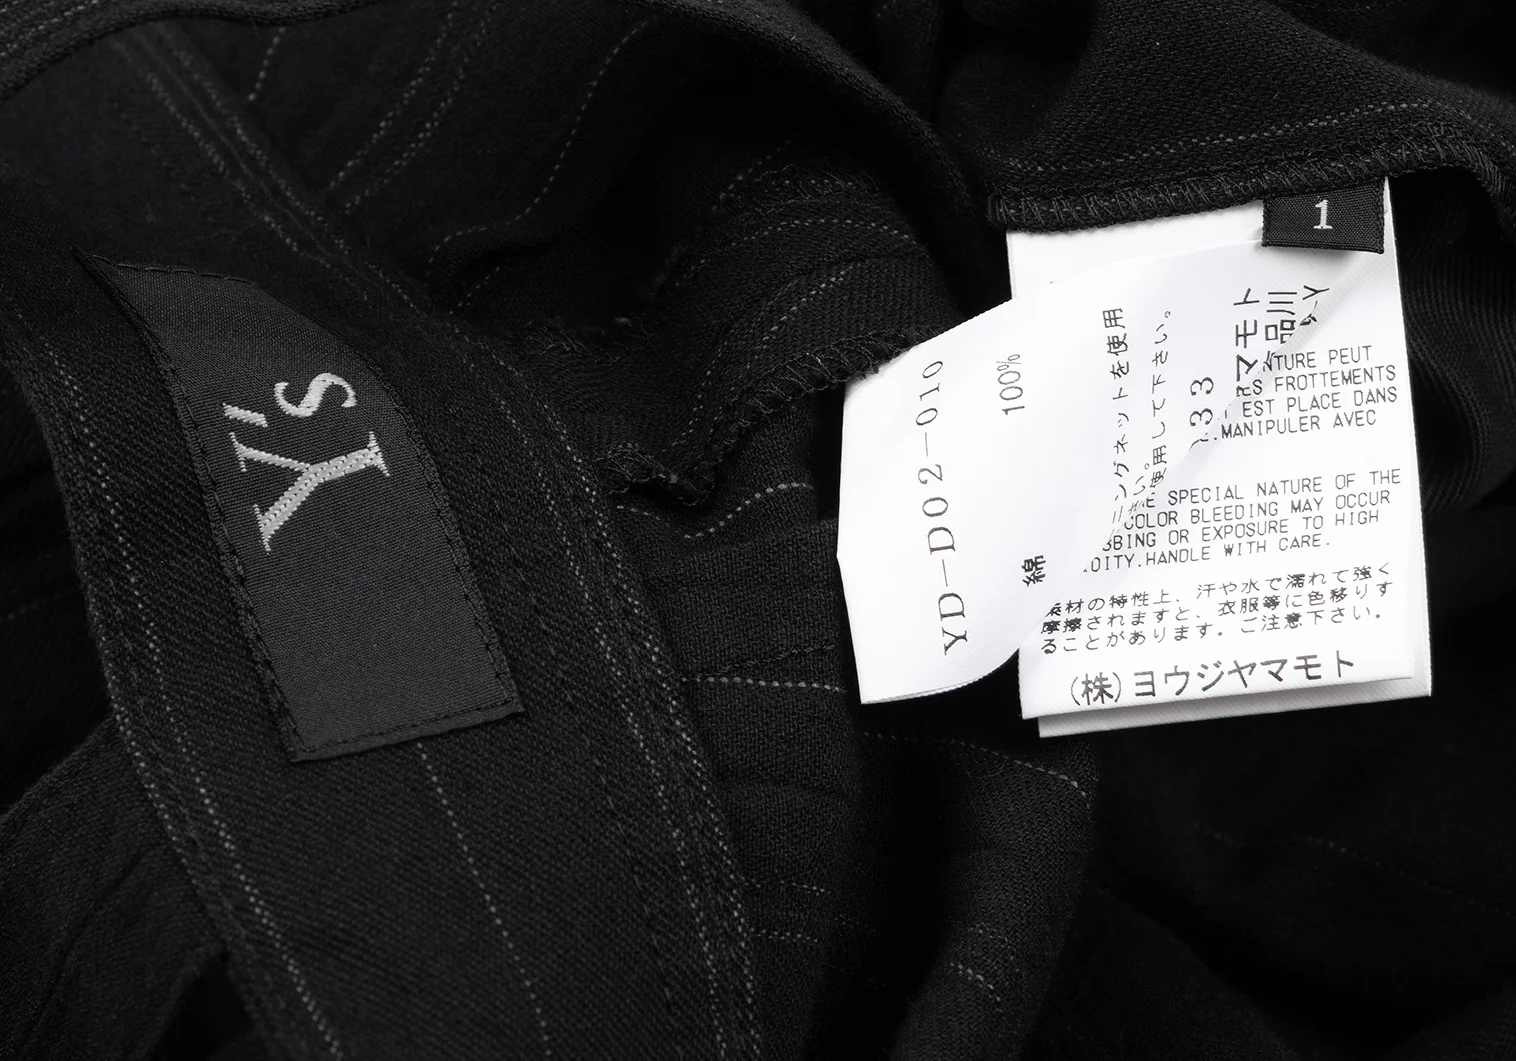 Y's
1
YD-D02-010
綿 100%
ングネットを使用
い。
使用して下さい。
33
マモト
品川
NTURE PEUT
ES FROTTEMENTS
EST PLACE DANS
.MANIPULER AVEC
SPECIAL NATURE OF THE
COLOR BLEEDING MAY OCCUR
BBING OR EXPOSURE TO HIGH
DITY.HANDLE WITH CARE.
素材の特性上、汗や水で濡れて強く
摩擦されますと、衣服等に色移りす
ることがあります。ご注意下さい。
(株)ヨウジヤマモト